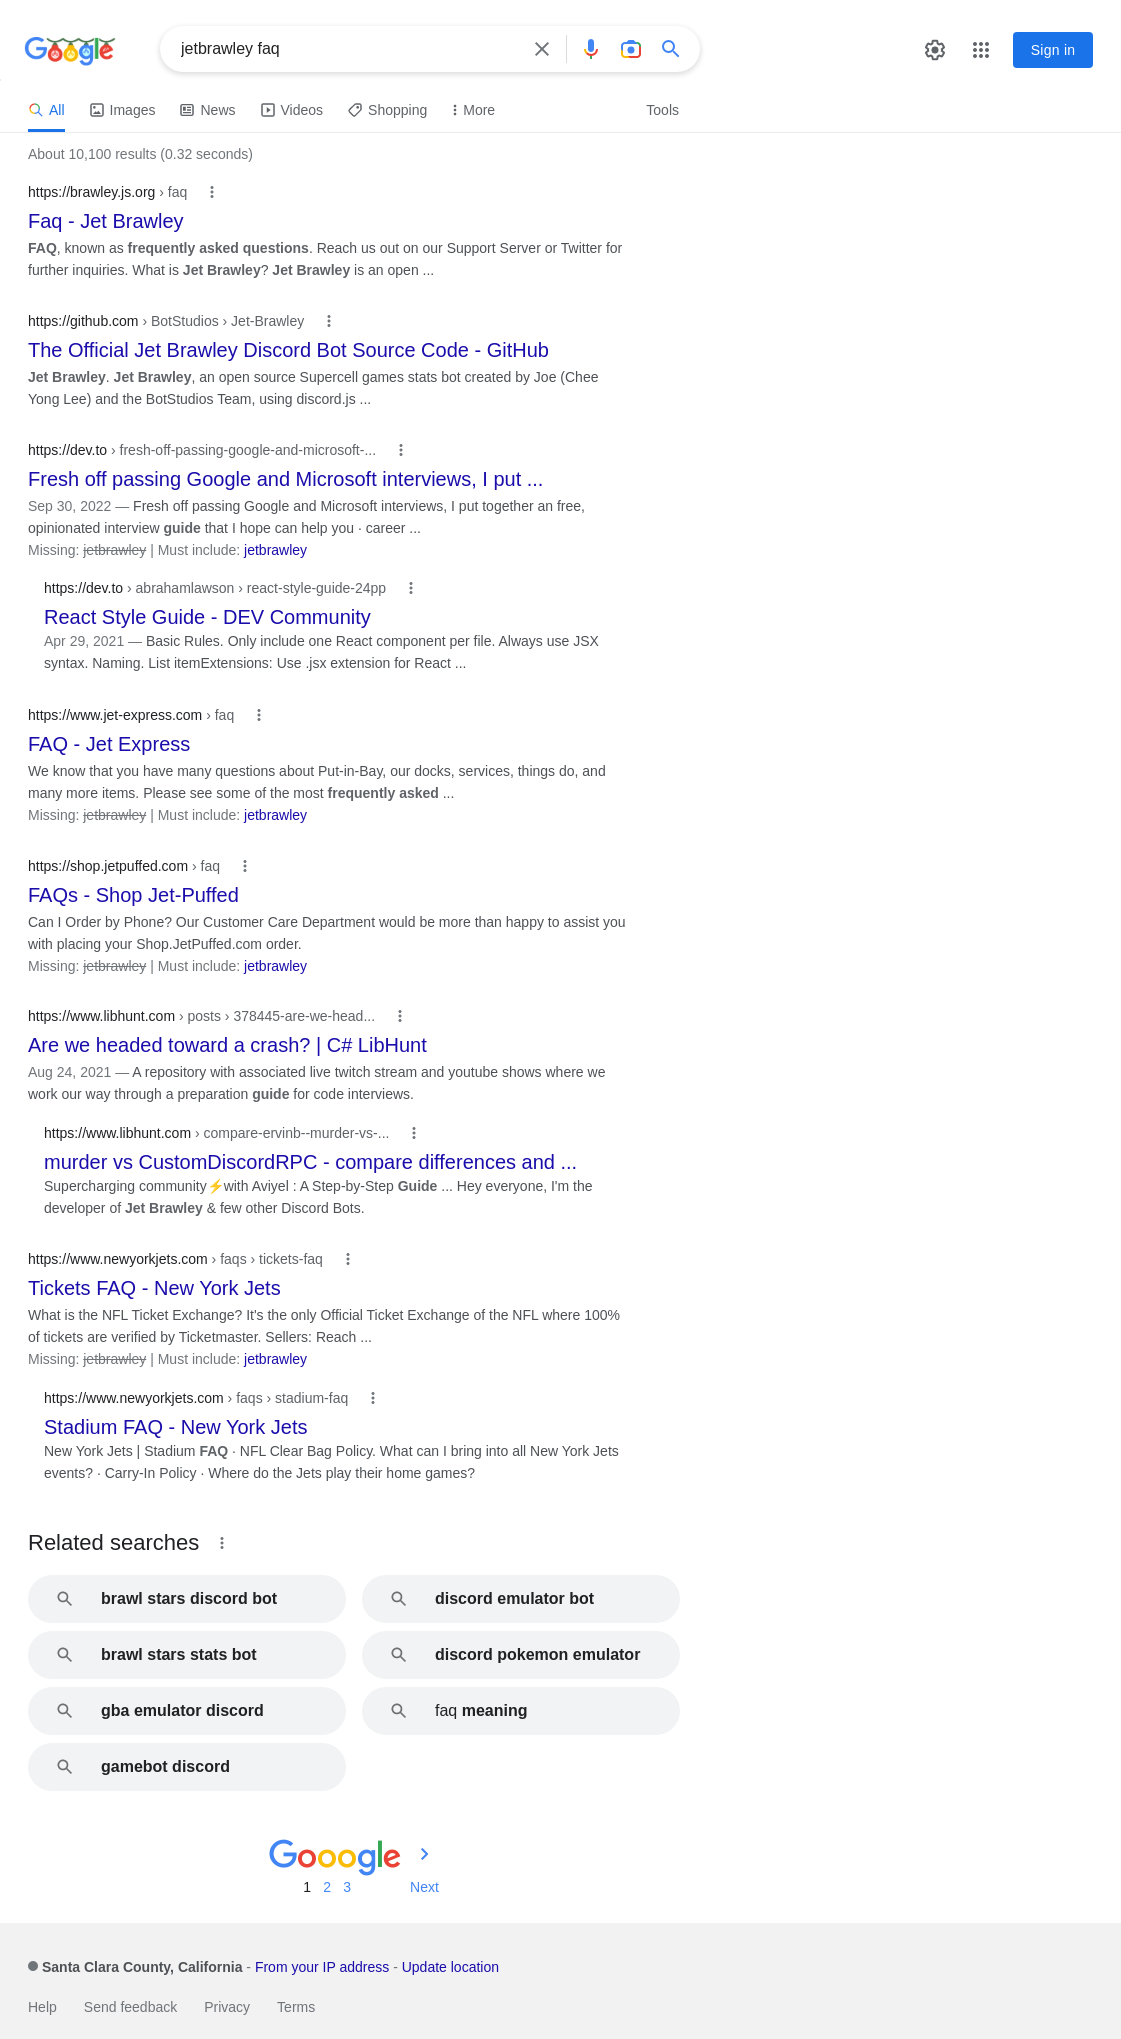 Google
jetbrawley faq
Sign in
All Images News Videos Shopping More Tools
About 10,100 results (0.32 seconds)
https://brawley.js.org › faq
Faq - Jet Brawley
FAQ, known as frequently asked questions. Reach us out on our Support Server or Twitter for
further inquiries. What is Jet Brawley? Jet Brawley is an open ...
https://github.com › BotStudios › Jet-Brawley
The Official Jet Brawley Discord Bot Source Code - GitHub
Jet Brawley. Jet Brawley, an open source Supercell games stats bot created by Joe (Chee
Yong Lee) and the BotStudios Team, using discord.js ...
https://dev.to › fresh-off-passing-google-and-microsoft-...
Fresh off passing Google and Microsoft interviews, I put ...
Sep 30, 2022 — Fresh off passing Google and Microsoft interviews, I put together an free,
opinionated interview guide that I hope can help you · career ...
Missing: jetbrawley | Must include: jetbrawley
https://dev.to › abrahamlawson › react-style-guide-24pp
React Style Guide - DEV Community
Apr 29, 2021 — Basic Rules. Only include one React component per file. Always use JSX
syntax. Naming. List itemExtensions: Use .jsx extension for React ...
https://www.jet-express.com › faq
FAQ - Jet Express
We know that you have many questions about Put-in-Bay, our docks, services, things do, and
many more items. Please see some of the most frequently asked ...
Missing: jetbrawley | Must include: jetbrawley
https://shop.jetpuffed.com › faq
FAQs - Shop Jet-Puffed
Can I Order by Phone? Our Customer Care Department would be more than happy to assist you
with placing your Shop.JetPuffed.com order.
Missing: jetbrawley | Must include: jetbrawley
https://www.libhunt.com › posts › 378445-are-we-head...
Are we headed toward a crash? | C# LibHunt
Aug 24, 2021 — A repository with associated live twitch stream and youtube shows where we
work our way through a preparation guide for code interviews.
https://www.libhunt.com › compare-ervinb--murder-vs-...
murder vs CustomDiscordRPC - compare differences and ...
Supercharging community⚡with Aviyel : A Step-by-Step Guide ... Hey everyone, I'm the
developer of Jet Brawley & few other Discord Bots.
https://www.newyorkjets.com › faqs › tickets-faq
Tickets FAQ - New York Jets
What is the NFL Ticket Exchange? It's the only Official Ticket Exchange of the NFL where 100%
of tickets are verified by Ticketmaster. Sellers: Reach ...
Missing: jetbrawley | Must include: jetbrawley
https://www.newyorkjets.com › faqs › stadium-faq
Stadium FAQ - New York Jets
New York Jets | Stadium FAQ · NFL Clear Bag Policy. What can I bring into all New York Jets
events? · Carry-In Policy · Where do the Jets play their home games?
Related searches
brawl stars discord bot
discord emulator bot
brawl stars stats bot
discord pokemon emulator
gba emulator discord
faq meaning
gamebot discord
Gooogle
1 2 3 Next
Santa Clara County, California - From your IP address - Update location
Help Send feedback Privacy Terms